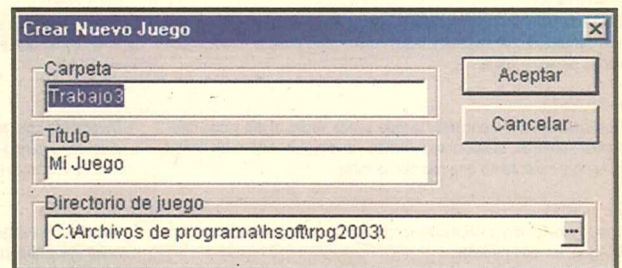 Crear Nuevo Juego
Carpeta
Trabajo3
Aceptar
Cancelar
Título
Mi Juego
Directorio de juego
C:\Archivos de programa\hsoft\rpg2003\
...